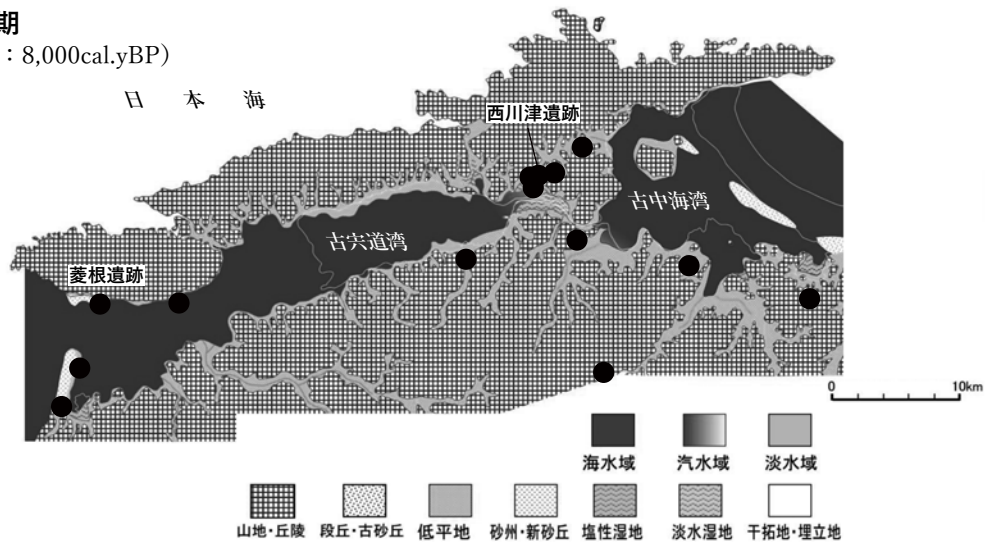 期
：8,000cal.yBP）
日本海
西川津遺跡
古中海湾
古宍道湾
菱根遺跡
0 10km
海水域 汽水域 淡水域
山地・丘陵 段丘・古砂丘 低平地 砂州・新砂丘 塩性湿地 淡水湿地 干拓地・埋立地